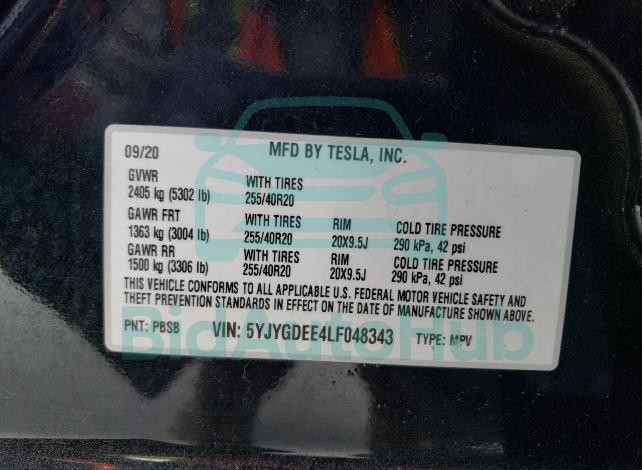 09/20 MFD BY TESLA, INC.
GVWR
2405 kg (5302 lb) WITH TIRES 255/40R20
GAWR FRT WITH TIRES RIM COLD TIRE PRESSURE
1363 kg (3004 lb) 255/40R20 20X9.5J 290 kPa, 42 psi
GAWR RR WITH TIRES RIM COLD TIRE PRESSURE
1500 kg (3306 lb) 255/40R20 20X9.5J 290 kPa, 42 psi
THIS VEHICLE CONFORMS TO ALL APPLICABLE U.S. FEDERAL MOTOR VEHICLE SAFETY AND
THEFT PREVENTION STANDARDS IN EFFECT ON THE DATE OF MANUFACTURE SHOWN ABOVE.
PNT: PBSB VIN: 5YJYGDEE4LF048343 TYPE: MPV
BidAutoHub